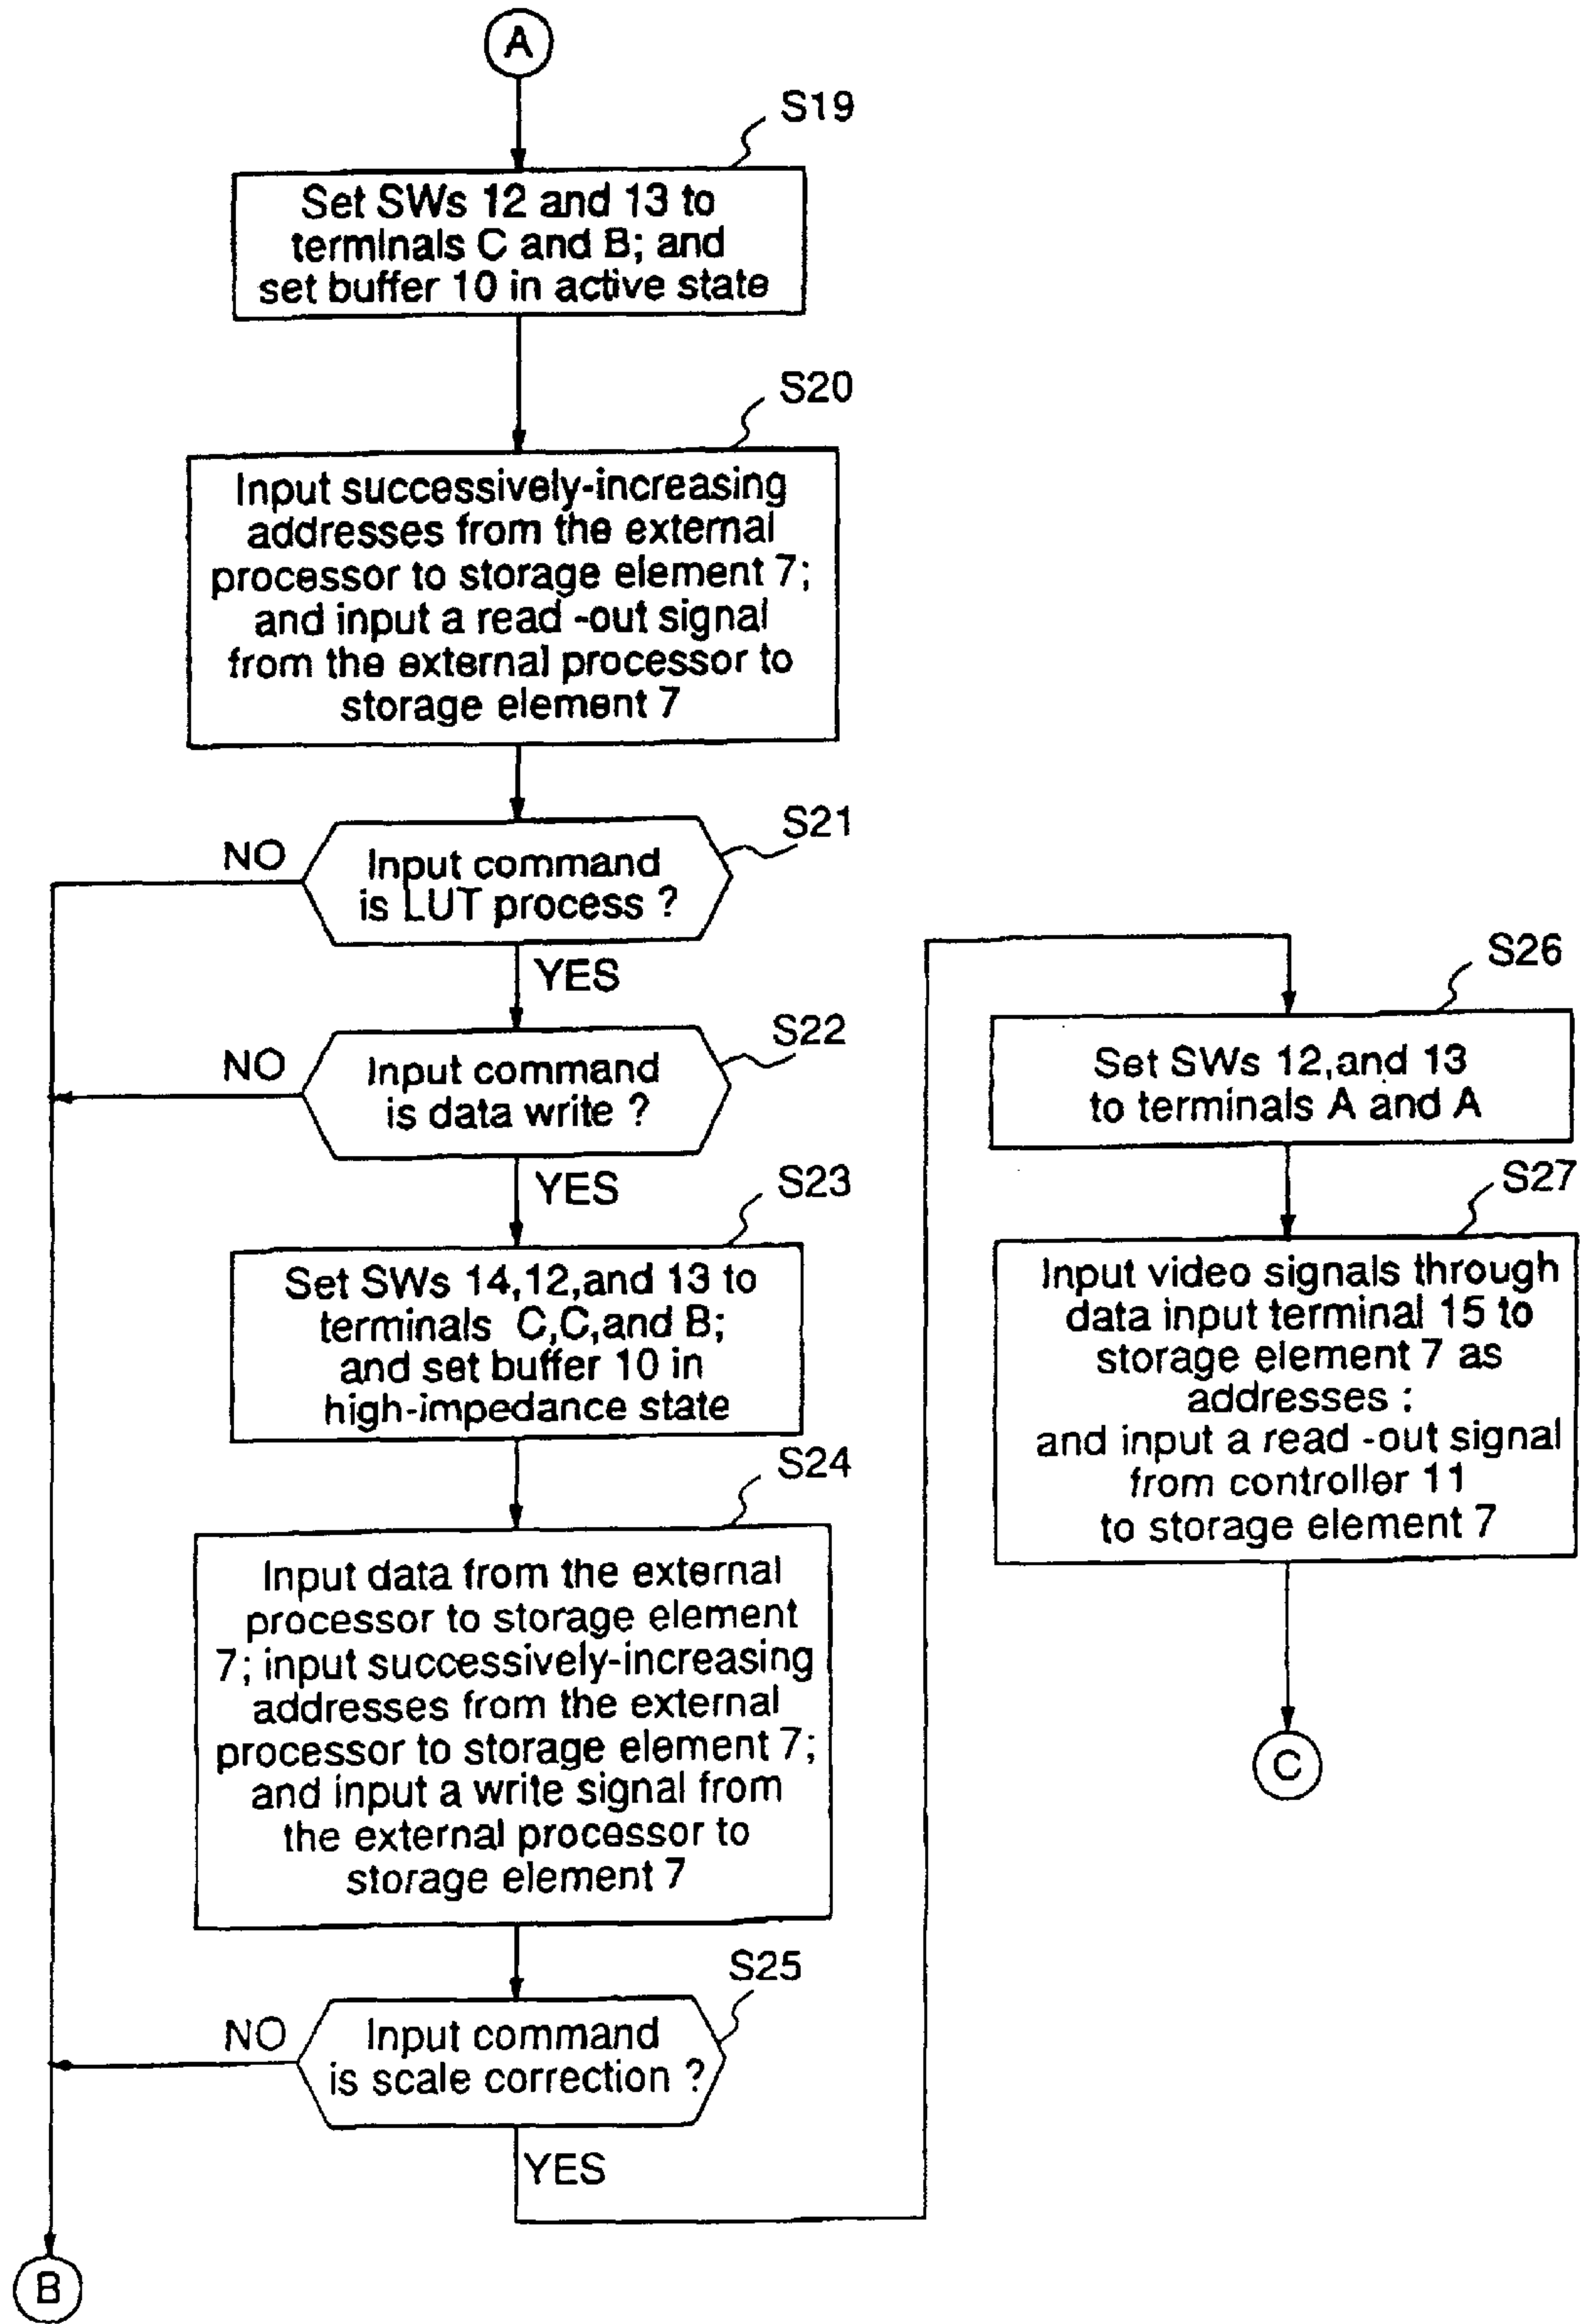 A
S19
Set SWs 12 and 13 to
terminals C and B; and
set buffer 10 in active state
S20
Input successively-increasing
addresses from the external
processor to storage element 7;
and input a read -out signal
from the external processor to
storage element 7
S21
NO
Input command
is LUT process ?
YES
S22
NO
Input command
is data write ?
YES
S23
Set SWs 14,12,and 13 to
terminals C,C,and B;
and set buffer 10 in
high-impedance state
S24
Input data from the external
processor to storage element
7; input successively-increasing
addresses from the external
processor to storage element 7;
and input a write signal from
the external processor to
storage element 7
S25
NO
Input command
is scale correction ?
YES
B
S26
Set SWs 12,and 13
to terminals A and A
S27
Input video signals through
data input terminal 15 to
storage element 7 as
addresses :
and input a read -out signal
from controller 11
to storage element 7
C